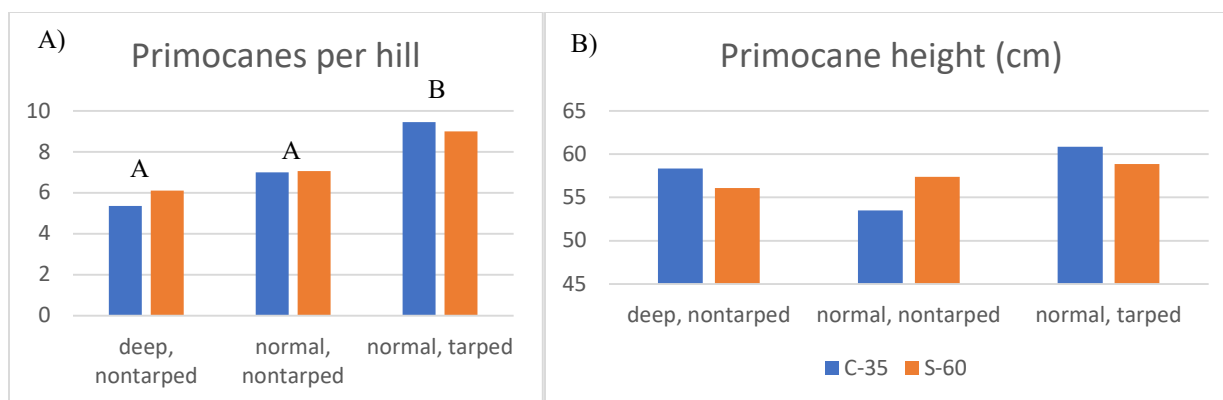 A)
Primocanes per hill
B
A
A
10
8
6
4
2
0
deep,
nontarped
normal,
nontarped
normal, tarped
B)
Primocane height (cm)
65
60
55
50
45
deep, nontarped
normal, nontarped
normal, tarped
C-35
S-60